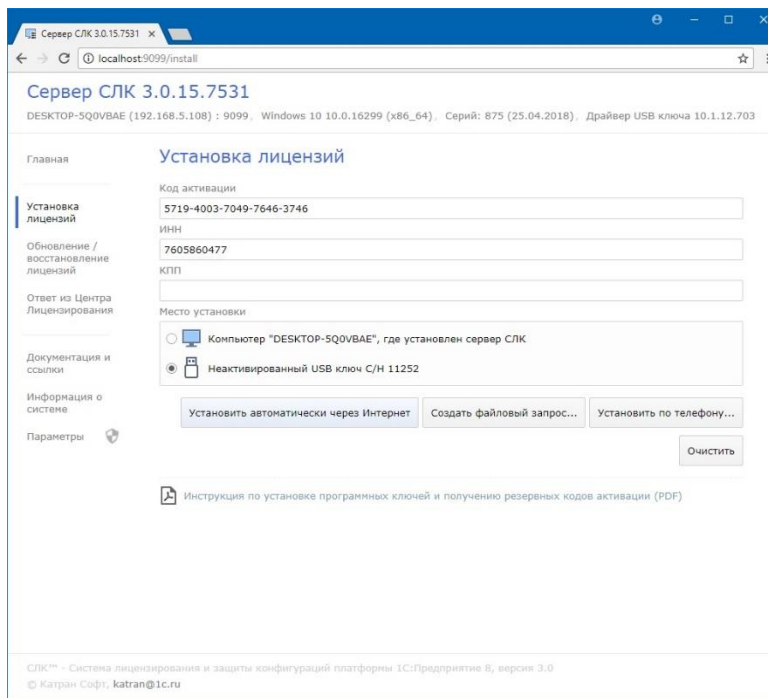 Сервер СЛК 3.0.15.7531
localhost:9099/install
Сервер СЛК 3.0.15.7531
DESKTOP-5Q0VBAE (192.168.5.108) : 9099, Windows 10 10.0.16299 (x86_64), Серий: 875 (25.04.2018), Драйвер USB ключа 10.1.12.703
Главная
Установка
лицензий
Обновление /
восстановление
лицензий
Ответ из Центра
Лицензирования
Документация и
ссылки
Информация о
системе
Параметры
Установка лицензий
Код активации
5719-4003-7049-7646-3746
ИНН
7605860477
КПП
Место установки
Компьютер "DESKTOP-5Q0VBAE", где установлен сервер СЛК
Неактивированный USB ключ С/Н 11252
Установить автоматически через Интернет
Создать файловый запрос...
Установить по телефону...
Очистить
Инструкция по установке программных ключей и получению резервных кодов активации (PDF)
СЛК™ - Система лицензирования и защиты конфигураций платформы 1С:Предприятие 8, версия 3.0
© Катран Софт, katran@1c.ru